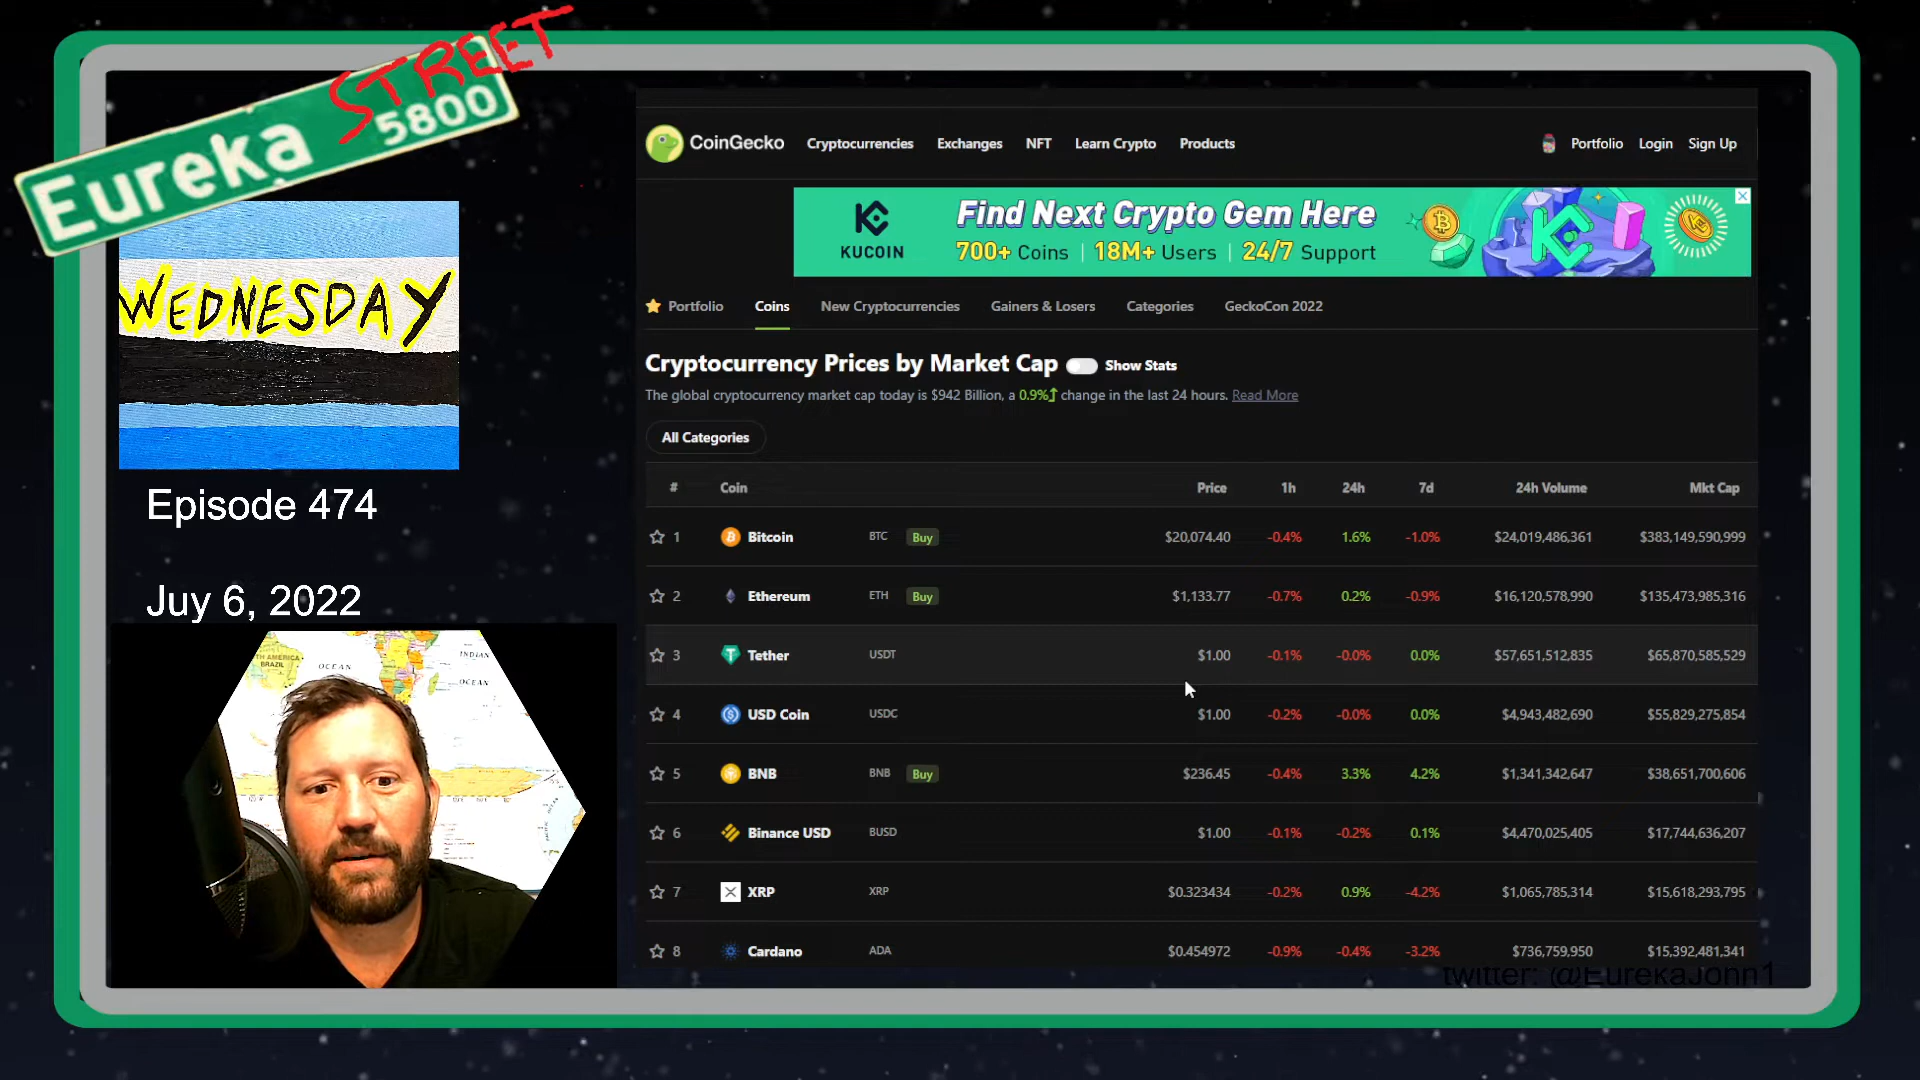 STREET
Eureka 5800
WEDNESDAY
Episode 474
Juy 6, 2022
OCEAN
INDIAN
OCEAN
BRAZIL
CoinGecko Cryptocurrencies Exchanges NFT Learn Crypto Products Portfolio Login Sign Up
KUCOIN
Find Next Crypto Gem Here
700+ Coins | 18M+ Users | 24/7 Support
Portfolio Coins New Cryptocurrencies Gainers & Losers Categories GeckoCon 2022
Cryptocurrency Prices by Market Cap Show Stats
The global cryptocurrency market cap today is $942 Billion, a 0.9% change in the last 24 hours. Read More
All Categories
# Coin Price 1h 24h 7d 24h Volume Mkt Cap
1 Bitcoin BTC Buy $20,074.40 -0.4% 1.6% -1.0% $24,019,486,361 $383,149,590,999
2 Ethereum ETH Buy $1,133.77 -0.7% 0.2% -0.9% $16,120,578,990 $135,473,985,316
3 Tether USDT $1.00 -0.1% -0.0% 0.0% $57,651,512,835 $65,870,585,529
4 USD Coin USDC $1.00 -0.2% -0.0% 0.0% $4,943,482,690 $55,829,275,854
5 BNB BNB Buy $236.45 -0.4% 3.3% 4.2% $1,341,342,647 $38,651,700,606
6 Binance USD BUSD $1.00 -0.1% -0.2% 0.1% $4,470,025,405 $17,744,636,207
7 XRP XRP $0.323434 -0.2% 0.9% -4.2% $1,065,785,314 $15,618,293,795
8 Cardano ADA $0.454972 -0.9% -0.4% -3.2% $736,759,950 $15,392,481,341
twitter: @EurekaJohn1